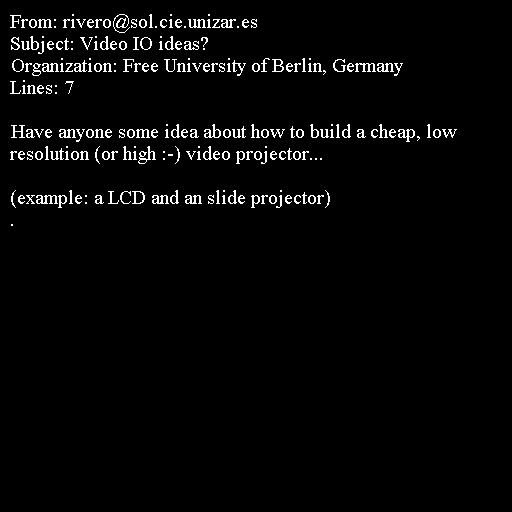 From: rivero@sol.cie.unizar.es
Subject: Video IO ideas?
Organization: Free University of Berlin, Germany
Lines: 7
Have anyone some idea about how to build a cheap, low
resolution (or high :-) video projector...
(example: a LCD and an slide projector)
.